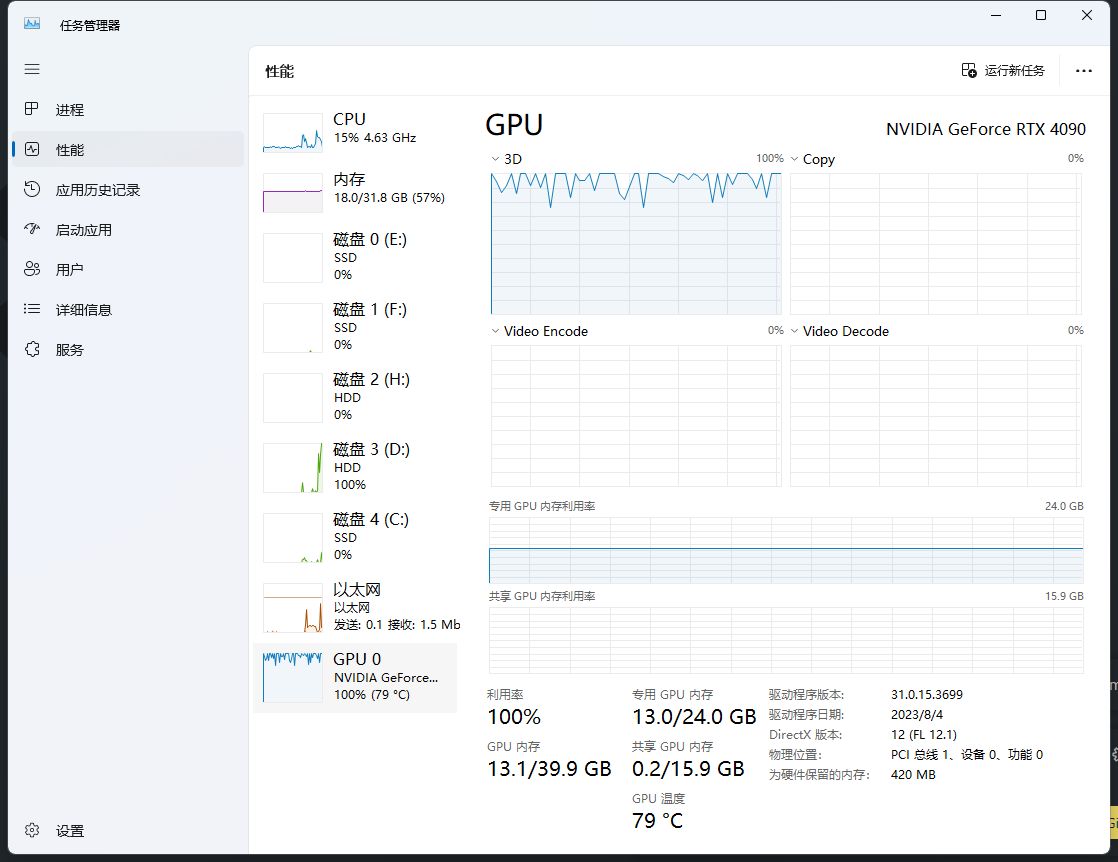 任务管理器
性能
运行新任务
进程
性能
应用历史记录
启动应用
用户
详细信息
服务
设置
CPU
15% 4.63 GHz
内存
18.0/31.8 GB (57%)
磁盘 0 (E:)
SSD
0%
磁盘 1 (F:)
SSD
0%
磁盘 2 (H:)
HDD
0%
磁盘 3 (D:)
HDD
100%
磁盘 4 (C:)
SSD
0%
以太网
以太网
发送: 0.1 接收: 1.5 Mb
GPU 0
NVIDIA GeForce...
100% (79 °C)
GPU
NVIDIA GeForce RTX 4090
3D 100%
Copy 0%
Video Encode 0%
Video Decode 0%
专用 GPU 内存利用率 24.0 GB
共享 GPU 内存利用率 15.9 GB
利用率
100%
GPU 内存
13.1/39.9 GB
专用 GPU 内存
13.0/24.0 GB
共享 GPU 内存
0.2/15.9 GB
GPU 温度
79 °C
驱动程序版本: 31.0.15.3699
驱动程序日期: 2023/8/4
DirectX 版本: 12 (FL 12.1)
物理位置: PCI 总线 1、设备 0、功能 0
为硬件保留的内存: 420 MB